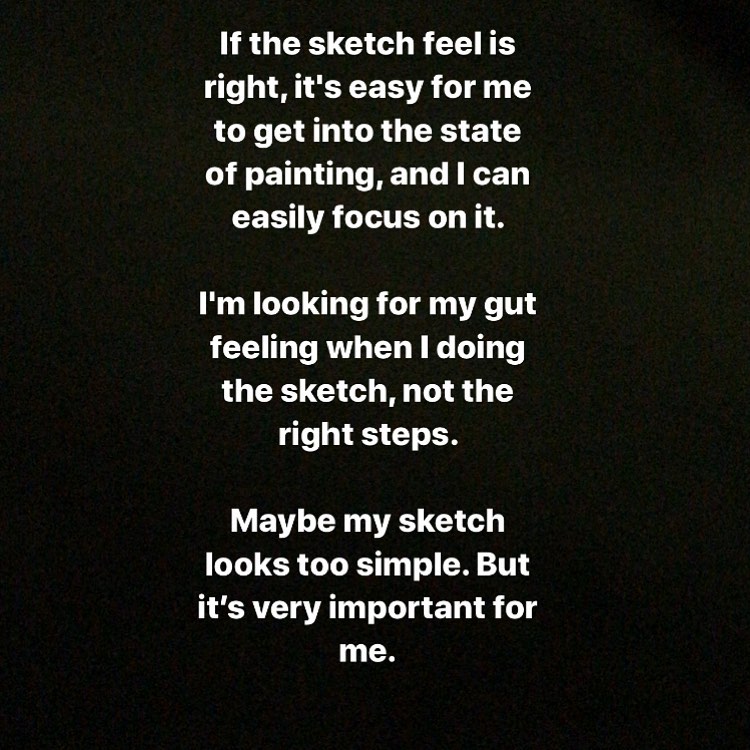 If the sketch feel is
right, it's easy for me
to get into the state
of painting, and I can
easily focus on it.
I'm looking for my gut
feeling when I doing
the sketch, not the
right steps.
Maybe my sketch
looks too simple. But
it’s very important for
me.